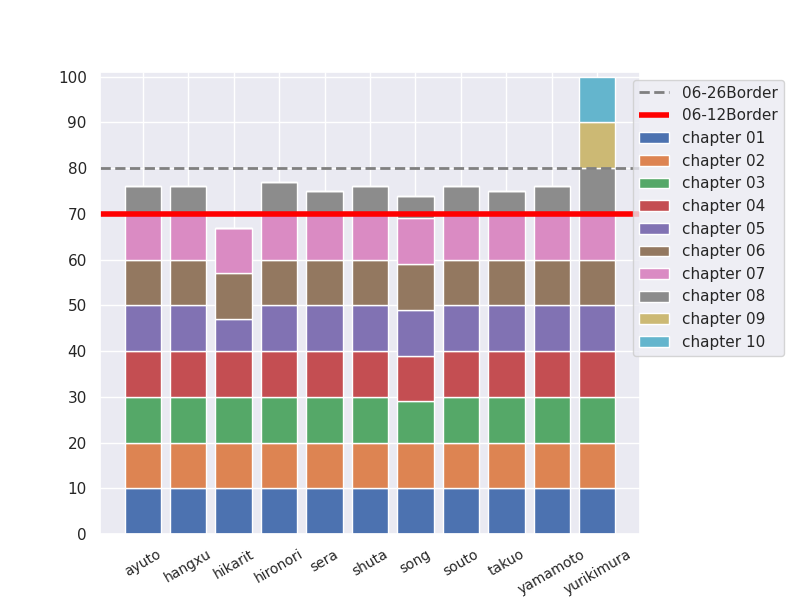 100
90
80
70
60
50
40
30
20
10
0
ayuto
hangxu
hikarit
hironori
sera
shuta
song
souto
takuo
yamamoto
yurikimura
06-26Border
06-12Border
chapter 01
chapter 02
chapter 03
chapter 04
chapter 05
chapter 06
chapter 07
chapter 08
chapter 09
chapter 10